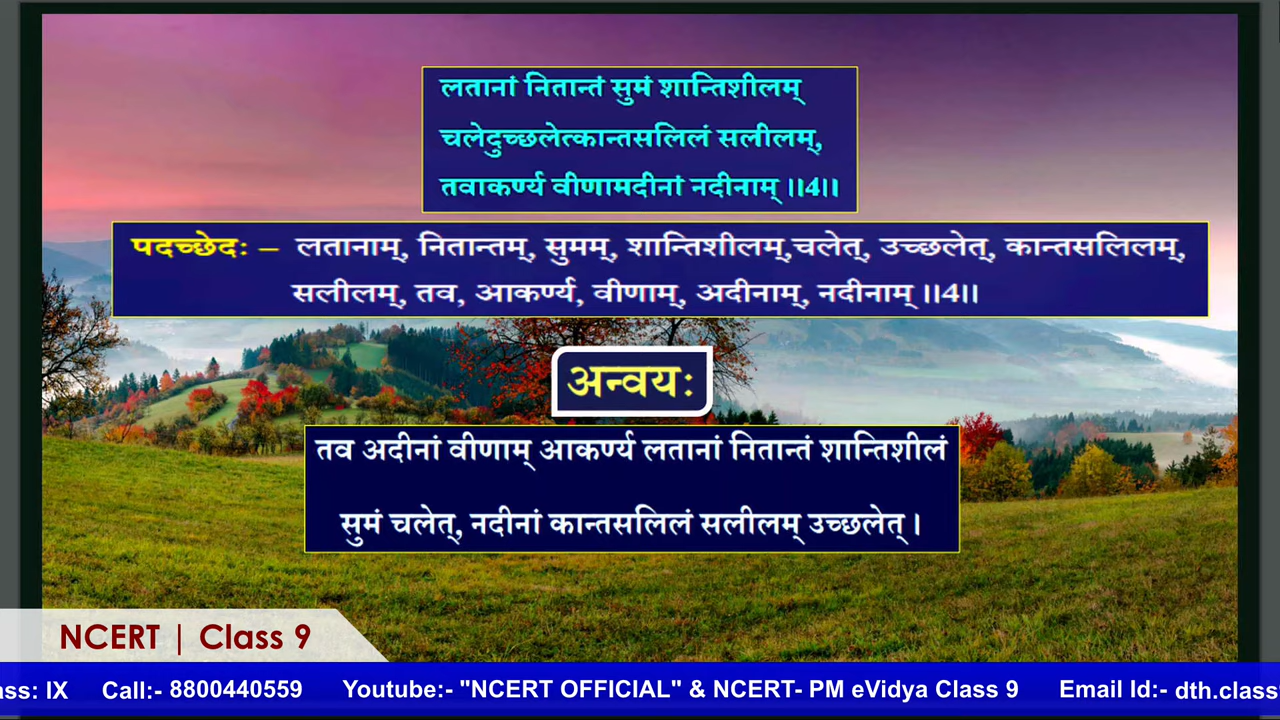 लतानां नितान्तं सुमं शान्तिशीलम्
चलेदुच्छलेत्कान्तसलिलं सलीलम्,
तवाकर्ण्य वीणामदीनां नदीनाम् ।।4।।
पदच्छेदः – लतानाम्, नितान्तम्, सुमम्, शान्तिशीलम्,चलेत्, उच्छलेत्, कान्तसलिलम्,
सलीलम्, तव, आकर्ण्य, वीणाम्, अदीनाम्, नदीनाम् ।।4।।
अन्वयः
तव अदीनां वीणाम् आकर्ण्य लतानां नितान्तं शान्तिशीलं
सुमं चलेत्, नदीनां कान्तसलिलं सलीलम् उच्छलेत् ।
NCERT | Class 9
ass: IX Call:- 8800440559 Youtube:- "NCERT OFFICIAL" & NCERT- PM eVidya Class 9 Email Id:- dth.class